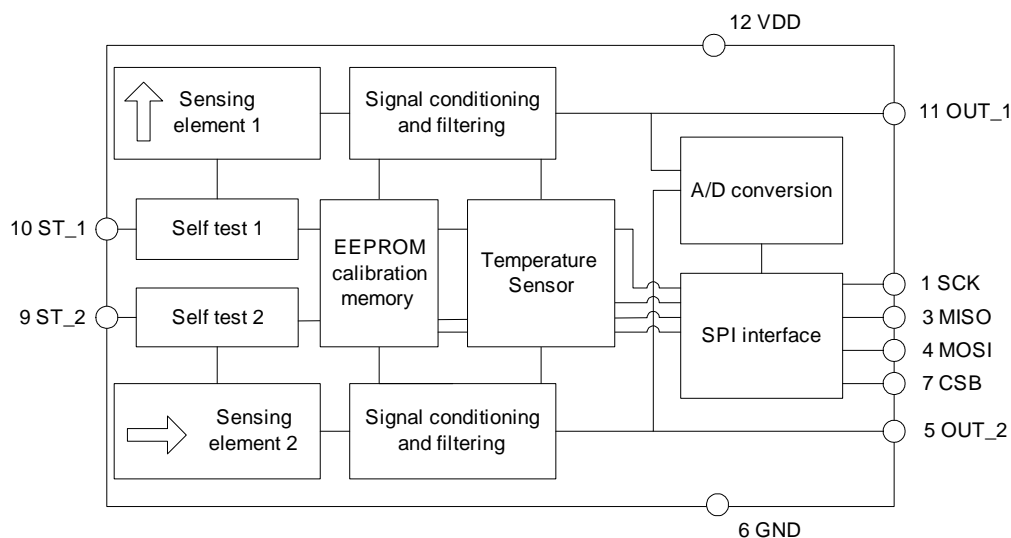 12 VDD
Sensing
element 1
Signal conditioning
and filtering
11 OUT_1
A/D conversion
10 ST_1
Self test 1
EEPROM
calibration
memory
Temperature
Sensor
9 ST_2
Self test 2
SPI interface
1 SCK
3 MISO
4 MOSI
7 CSB
Sensing
element 2
Signal conditioning
and filtering
5 OUT_2
6 GND